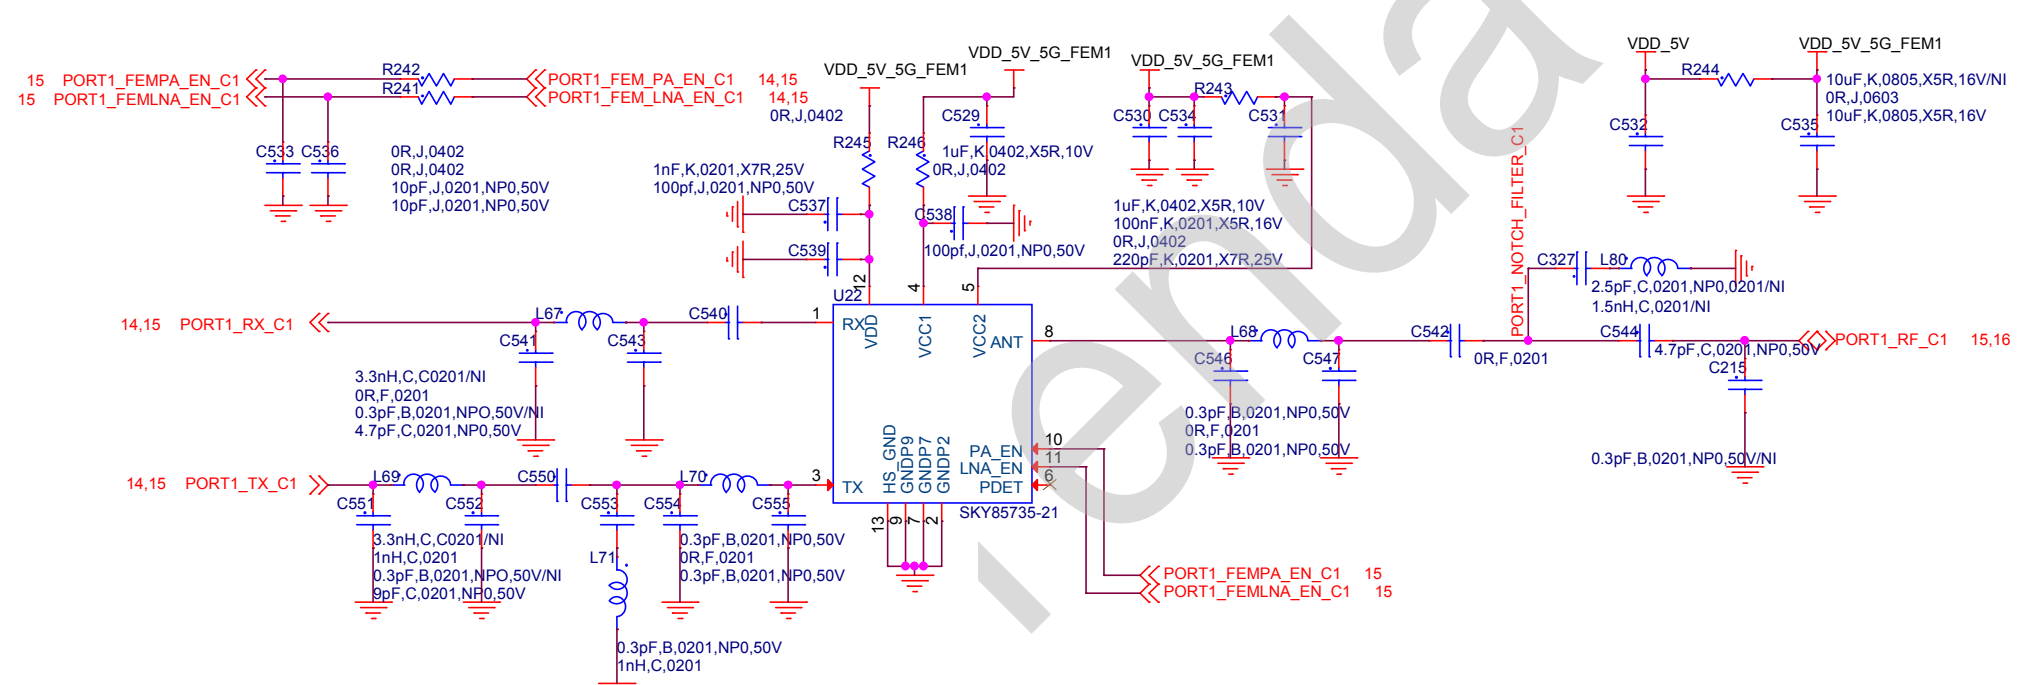 15 PORT1_FEMPA_EN_C1
15 PORT1_FEMLNA_EN_C1
R242
R241
PORT1_FEM_PA_EN_C1 14,15
PORT1_FEM_LNA_EN_C1 14,15
0R,J,0402
C533 C536
0R,J,0402
0R,J,0402
10pF,J,0201,NP0,50V
10pF,J,0201,NP0,50V
VDD_5V_5G_FEM1
VDD_5V_5G_FEM1
R245
R246
C529
1uF,K,0402,X5R,10V
0R,J,0402
1nF,K,0201,X7R,25V
100pf,J,0201,NP0,50V
C537
C539
C538
100pf,J,0201,NP0,50V
VDD_5V_5G_FEM1
R243
C530 C534 C531
1uF,K,0402,X5R,10V
100nF,K,0201,X5R,16V
0R,J,0402
220pF,K,0201,X7R,25V
VDD_5V
VDD_5V_5G_FEM1
R244
10uF,K,0805,X5R,16V/NI
0R,J,0603
10uF,K,0805,X5R,16V
C532
C535
PORT1_NOTCH_FILTER_C1
C327 L80
2.5pF,C,0201,NP0,0201/NI
1.5nH,C,0201/NI
14,15 PORT1_RX_C1
L67
C540
C541 C543
3.3nH,C,C0201/NI
0R,F,0201
0.3pF,B,0201,NPO,50V/NI
4.7pF,C,0201,NP0,50V
U22
12 4 5
1 RX
VDD
VCC1
VCC2
ANT 8
HS_GND
GNDP9
GNDP7
GNDP2
PA_EN 10
LNA_EN 11
PDET 6
3 TX
13 9 7 2
SKY85735-21
L68
C546 C547
0.3pF,B,0201,NP0,50V
0R,F,0201
0.3pF,B,0201,NP0,50V
C542
0R,F,0201
C544
4.7pF,C,0201,NP0,50V
PORT1_RF_C1 15,16
C215
0.3pF,B,0201,NP0,50V/NI
14,15 PORT1_TX_C1
L69
C550
L70
C551 C552 C553 C554 C555
3.3nH,C,C0201/NI
1nH,C,0201
0.3pF,B,0201,NPO,50V/NI
9pF,C,0201,NP0,50V
0.3pF,B,0201,NP0,50V
0R,F,0201
0.3pF,B,0201,NP0,50V
L71
0.3pF,B,0201,NP0,50V
1nH,C,0201
PORT1_FEMPA_EN_C1 15
PORT1_FEMLNA_EN_C1 15
enda